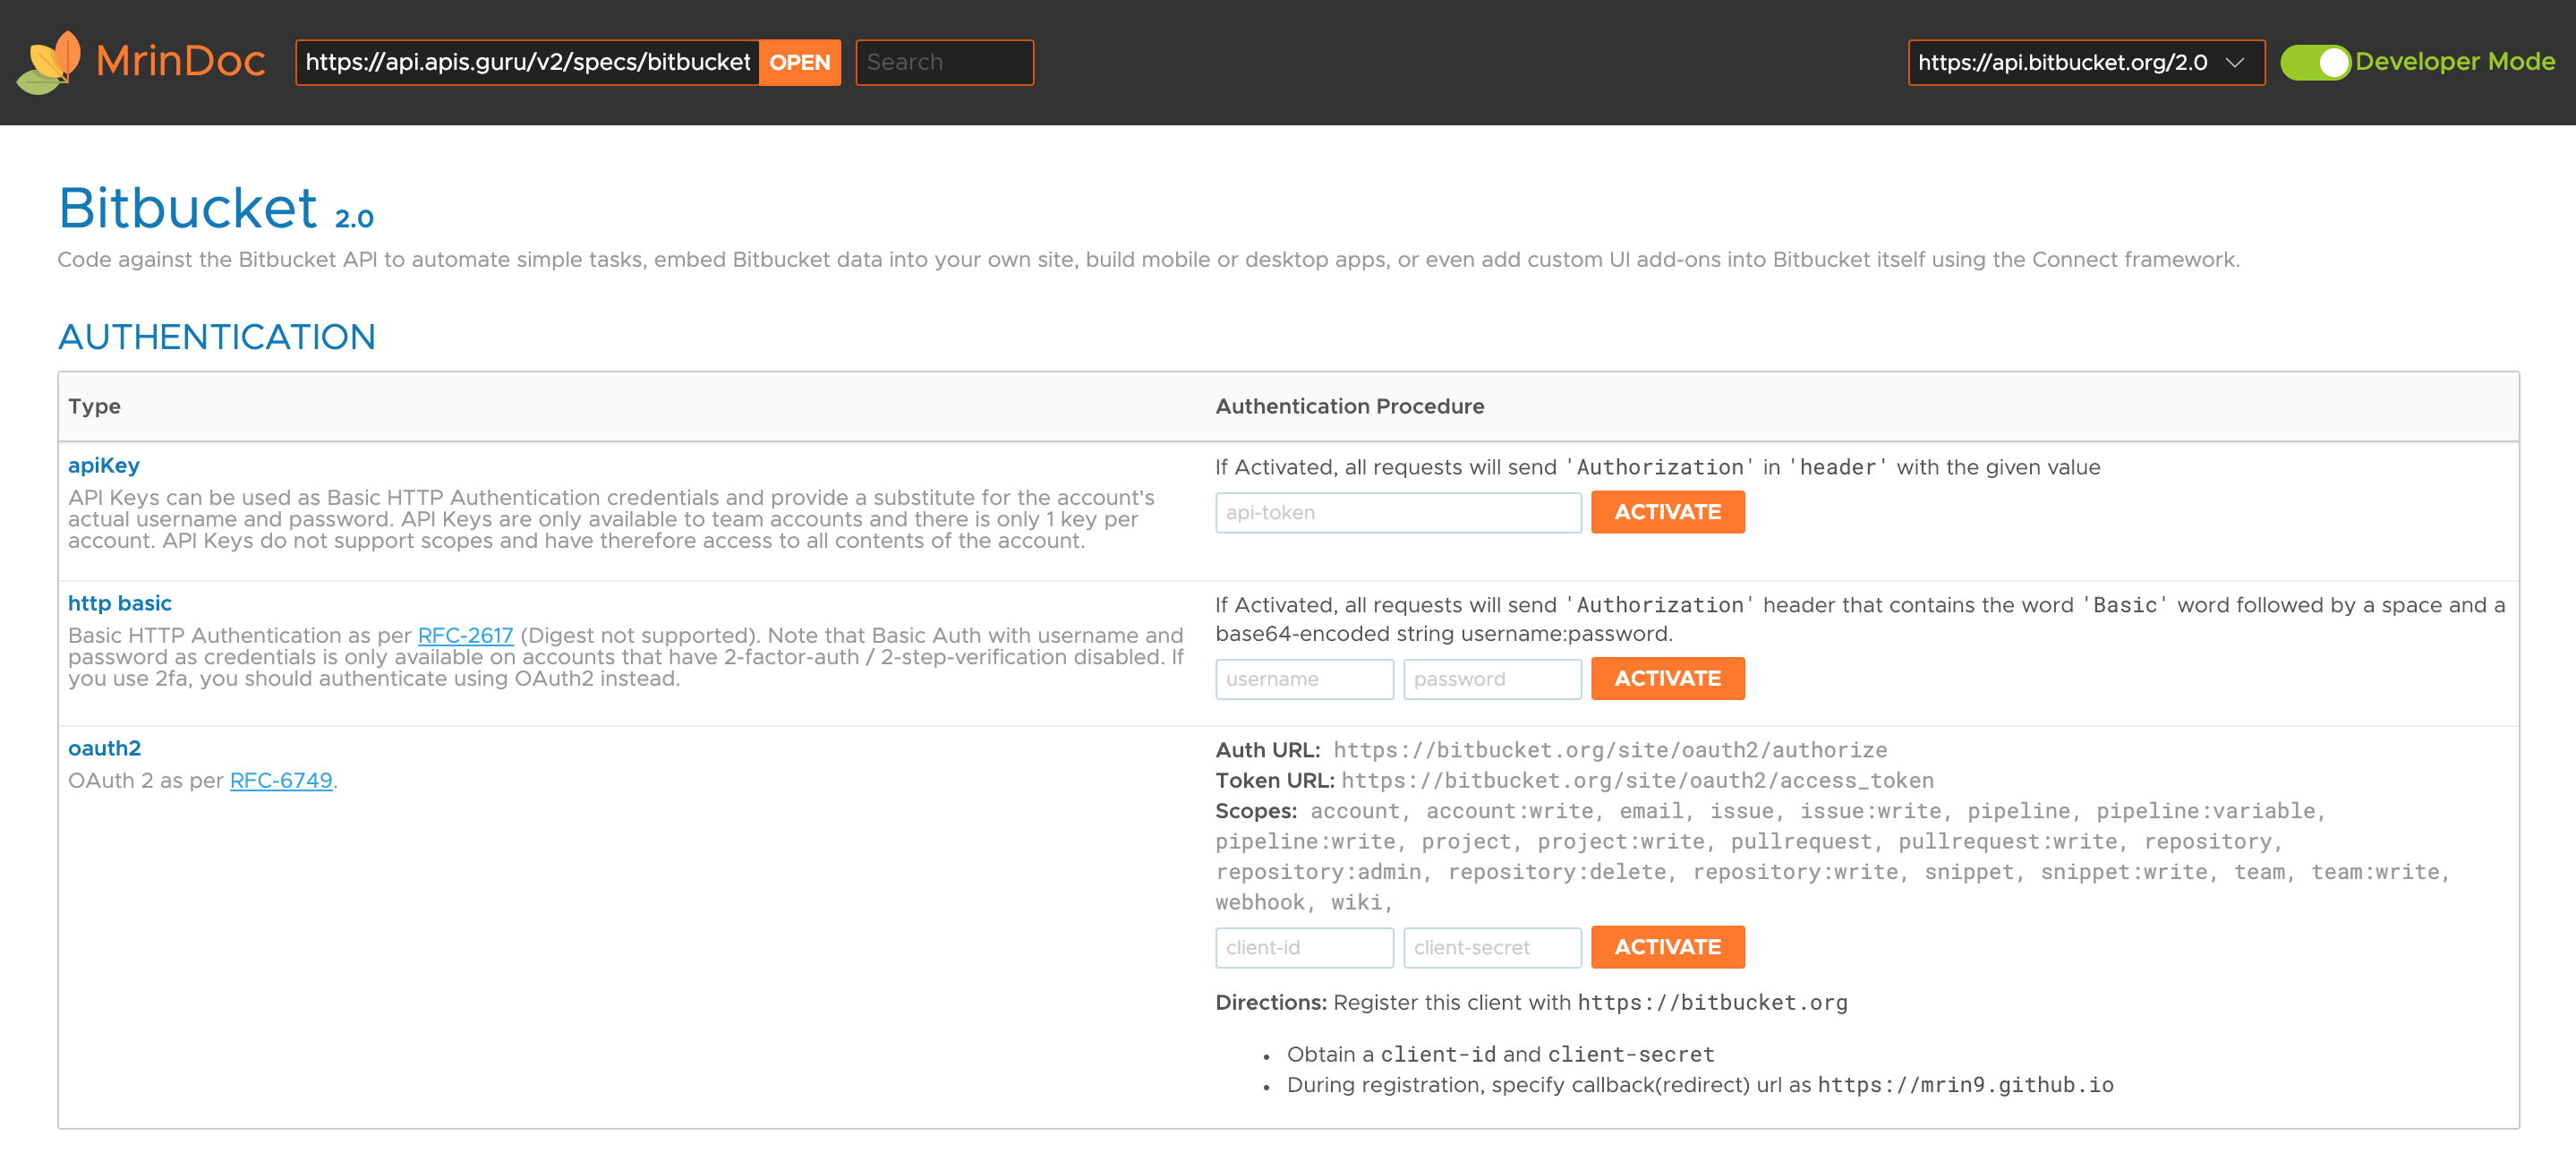 MrinDoc
https://api.apis.guru/v2/specs/bitbucket
OPEN
Search
https://api.bitbucket.org/2.0
Developer Mode
Bitbucket 2.0
Code against the Bitbucket API to automate simple tasks, embed Bitbucket data into your own site, build mobile or desktop apps, or even add custom UI add-ons into Bitbucket itself using the Connect framework.
AUTHENTICATION
Type
Authentication Procedure
apiKey
API Keys can be used as Basic HTTP Authentication credentials and provide a substitute for the account's
actual username and password. API Keys are only available to team accounts and there is only 1 key per
account. API Keys do not support scopes and have therefore access to all contents of the account.
If Activated, all requests will send 'Authorization' in 'header' with the given value
api-token
ACTIVATE
http basic
Basic HTTP Authentication as per RFC-2617 (Digest not supported). Note that Basic Auth with username and
password as credentials is only available on accounts that have 2-factor-auth / 2-step-verification disabled. If
you use 2fa, you should authenticate using OAuth2 instead.
If Activated, all requests will send 'Authorization' header that contains the word 'Basic' word followed by a space and a
base64-encoded string username:password.
username
password
ACTIVATE
oauth2
OAuth 2 as per RFC-6749.
Auth URL: https://bitbucket.org/site/oauth2/authorize
Token URL: https://bitbucket.org/site/oauth2/access_token
Scopes: account, account:write, email, issue, issue:write, pipeline, pipeline:variable,
pipeline:write, project, project:write, pullrequest, pullrequest:write, repository,
repository:admin, repository:delete, repository:write, snippet, snippet:write, team, team:write,
webhook, wiki,
client-id
client-secret
ACTIVATE
Directions: Register this client with https://bitbucket.org
• Obtain a client-id and client-secret
• During registration, specify callback(redirect) url as https://mrin9.github.io